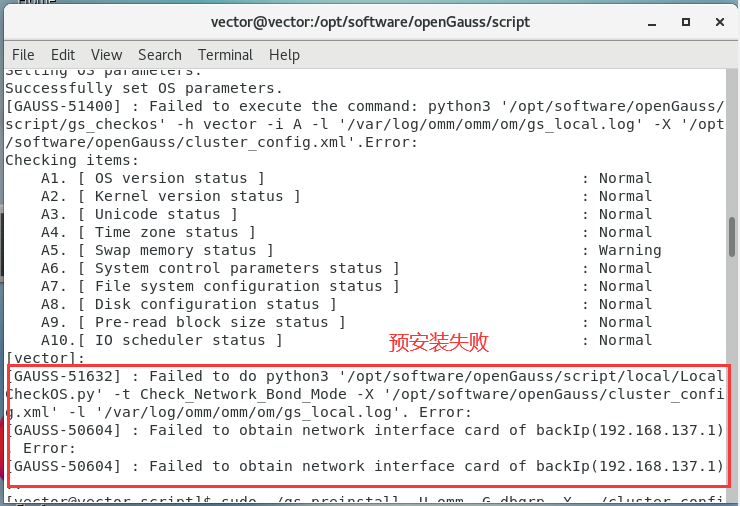 vector@vector:/opt/software/openGauss/script
File Edit View Search Terminal Help
Setting OS parameters.
Successfully set OS parameters.
[GAUSS-51400] : Failed to execute the command: python3 '/opt/software/openGauss/
script/gs_checkos' -h vector -i A -l '/var/log/omm/omm/om/gs_local.log' -X '/opt
/software/openGauss/cluster_config.xml'.Error:
Checking items:
A1. [ OS version status ] : Normal
A2. [ Kernel version status ] : Normal
A3. [ Unicode status ] : Normal
A4. [ Time zone status ] : Normal
A5. [ Swap memory status ] : Warning
A6. [ System control parameters status ] : Normal
A7. [ File system configuration status ] : Normal
A8. [ Disk configuration status ] : Normal
A9. [ Pre-read block size status ] : Normal
A10.[ IO scheduler status ] : Normal
预安装失败
[vector]:
[GAUSS-51632] : Failed to do python3 '/opt/software/openGauss/script/local/Local
CheckOS.py' -t Check_Network_Bond_Mode -X '/opt/software/openGauss/cluster_confi
g.xml' -l '/var/log/omm/omm/om/gs_local.log'. Error:
[GAUSS-50604] : Failed to obtain network interface card of backIp(192.168.137.1)
. Error:
[GAUSS-50604] : Failed to obtain network interface card of backIp(192.168.137.1)
[vector@vector script]$ sudo ./gs_preinstall -U omm -G dbgrp -X ../cluster_confi